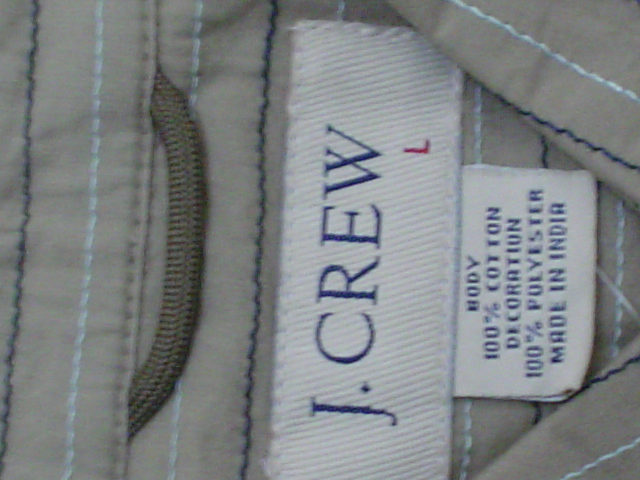 J. CREW
L
BODY
100% COTTON
DECORATION
100% POLYESTER
MADE IN INDIA